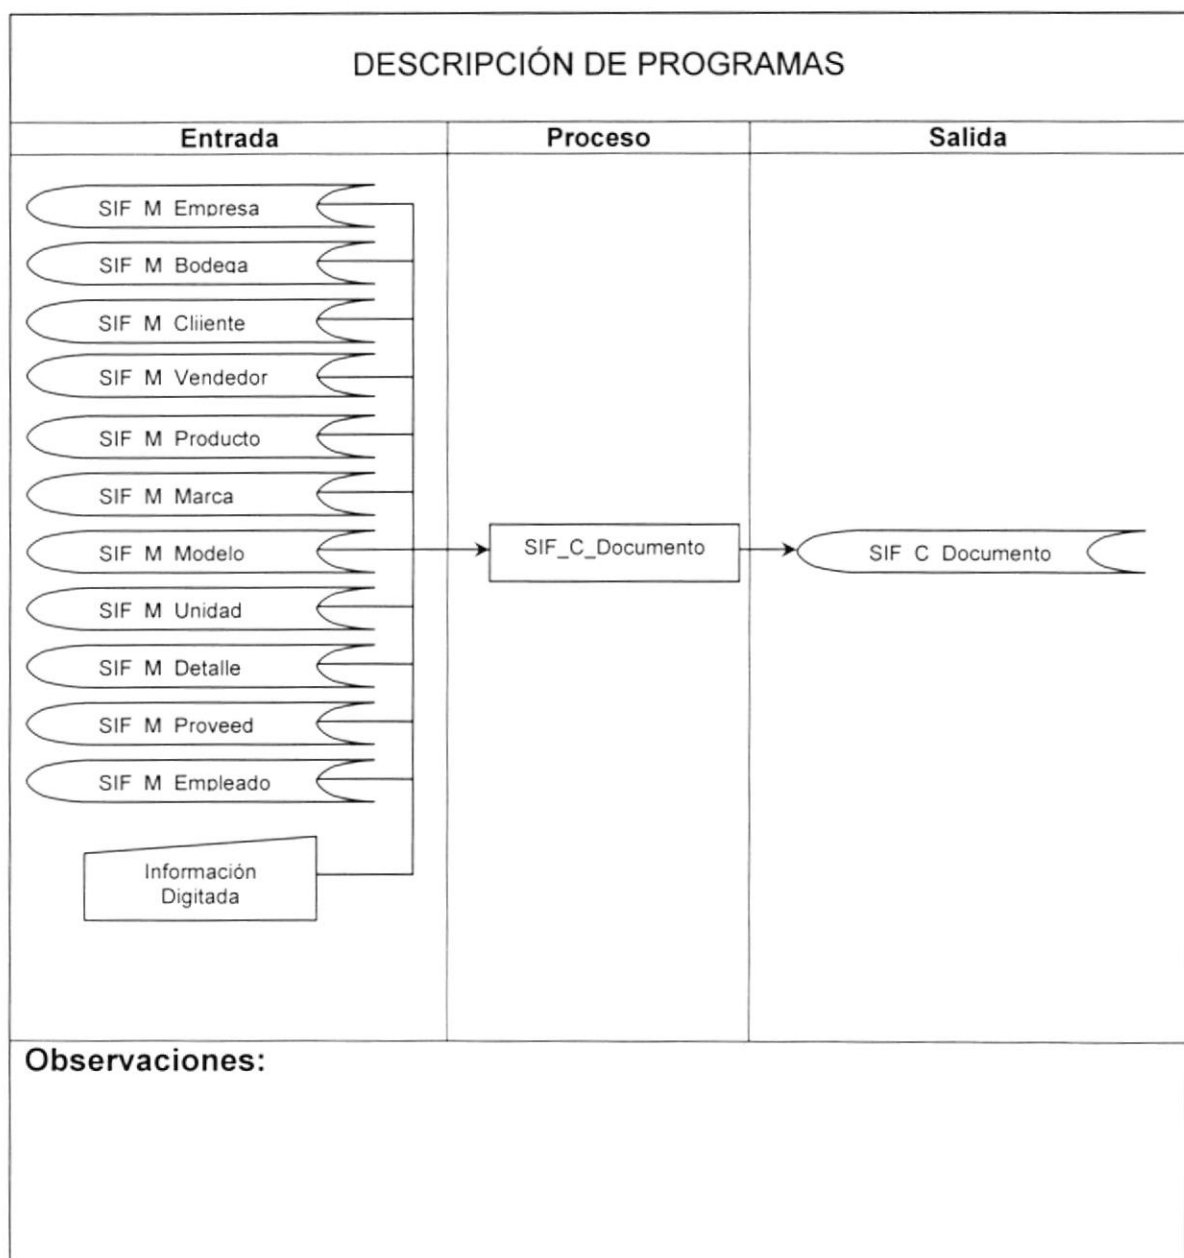 DESCRIPCIÓN DE PROGRAMAS
Entrada
Proceso
Salida
SIF M Empresa
SIF M Bodega
SIF M Cliiente
SIF M Vendedor
SIF M Producto
SIF M Marca
SIF M Modelo
SIF_C_Documento
SIF C Documento
SIF M Unidad
SIF M Detalle
SIF M Proveed
SIF M Empleado
Información
Digitada
Observaciones: